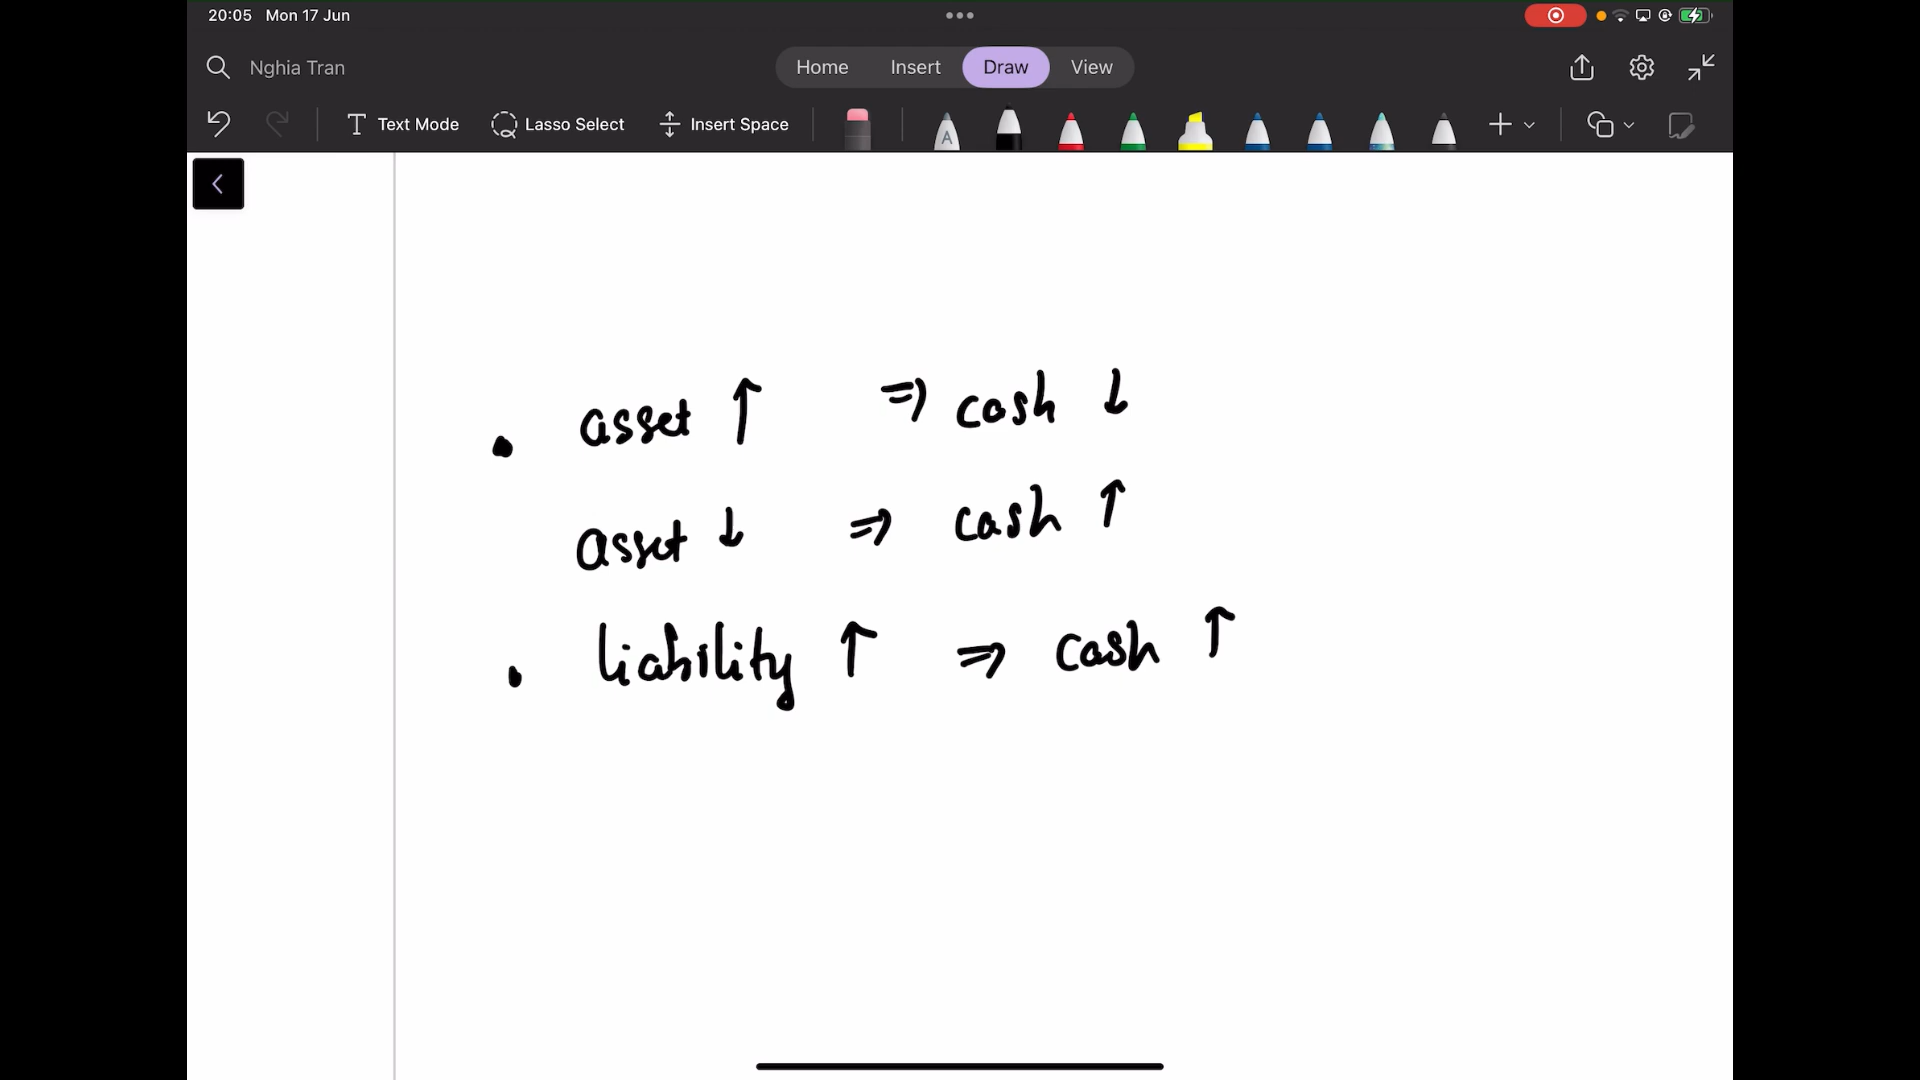 20:05 Mon 17 Jun
Nghia Tran
Home Insert Draw View
Text Mode Lasso Select Insert Space A
• asset ↑ ⇒ cash ↓
asset ↓ ⇒ cash ↑
• liability ↑ ⇒ cash ↑